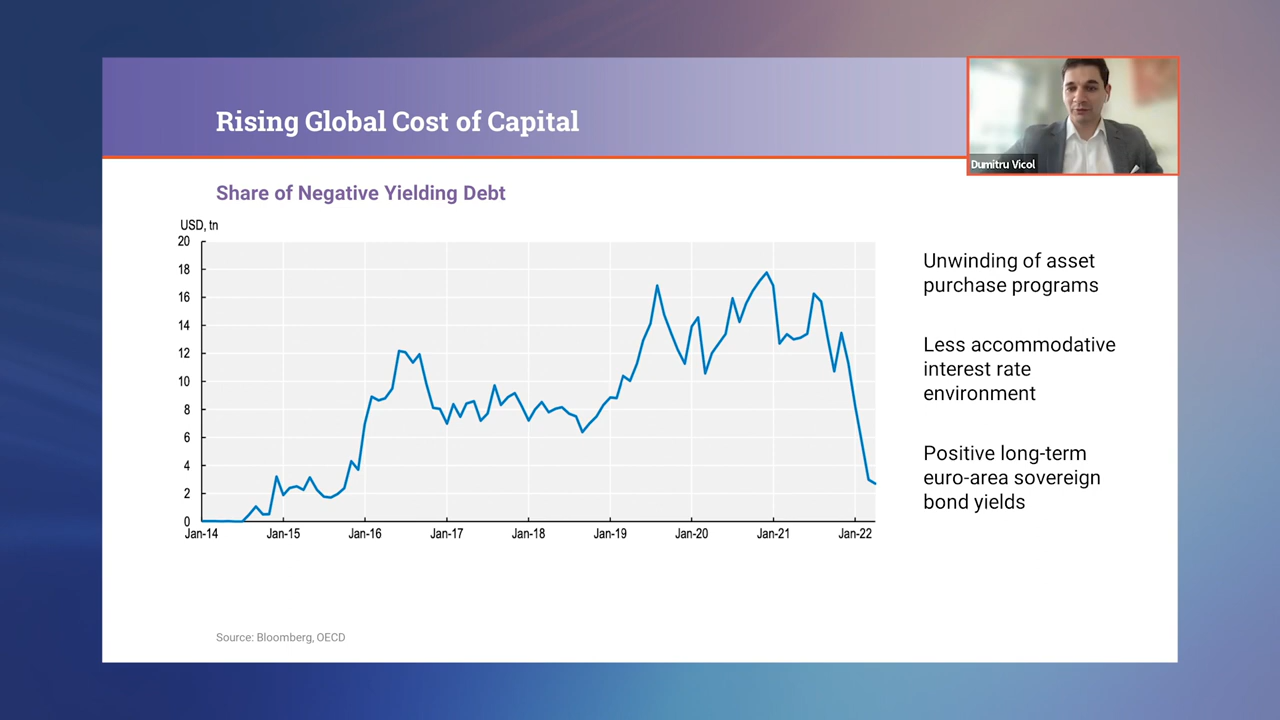 Rising Global Cost of Capital
Dumitru Vicol
Share of Negative Yielding Debt
USD, tn
20
18
16
14
12
10
8
6
4
2
0
Jan-14 Jan-15 Jan-16 Jan-17 Jan-18 Jan-19 Jan-20 Jan-21 Jan-22
Unwinding of asset
purchase programs
Less accommodative
interest rate
environment
Positive long-term
euro-area sovereign
bond yields
Source: Bloomberg, OECD